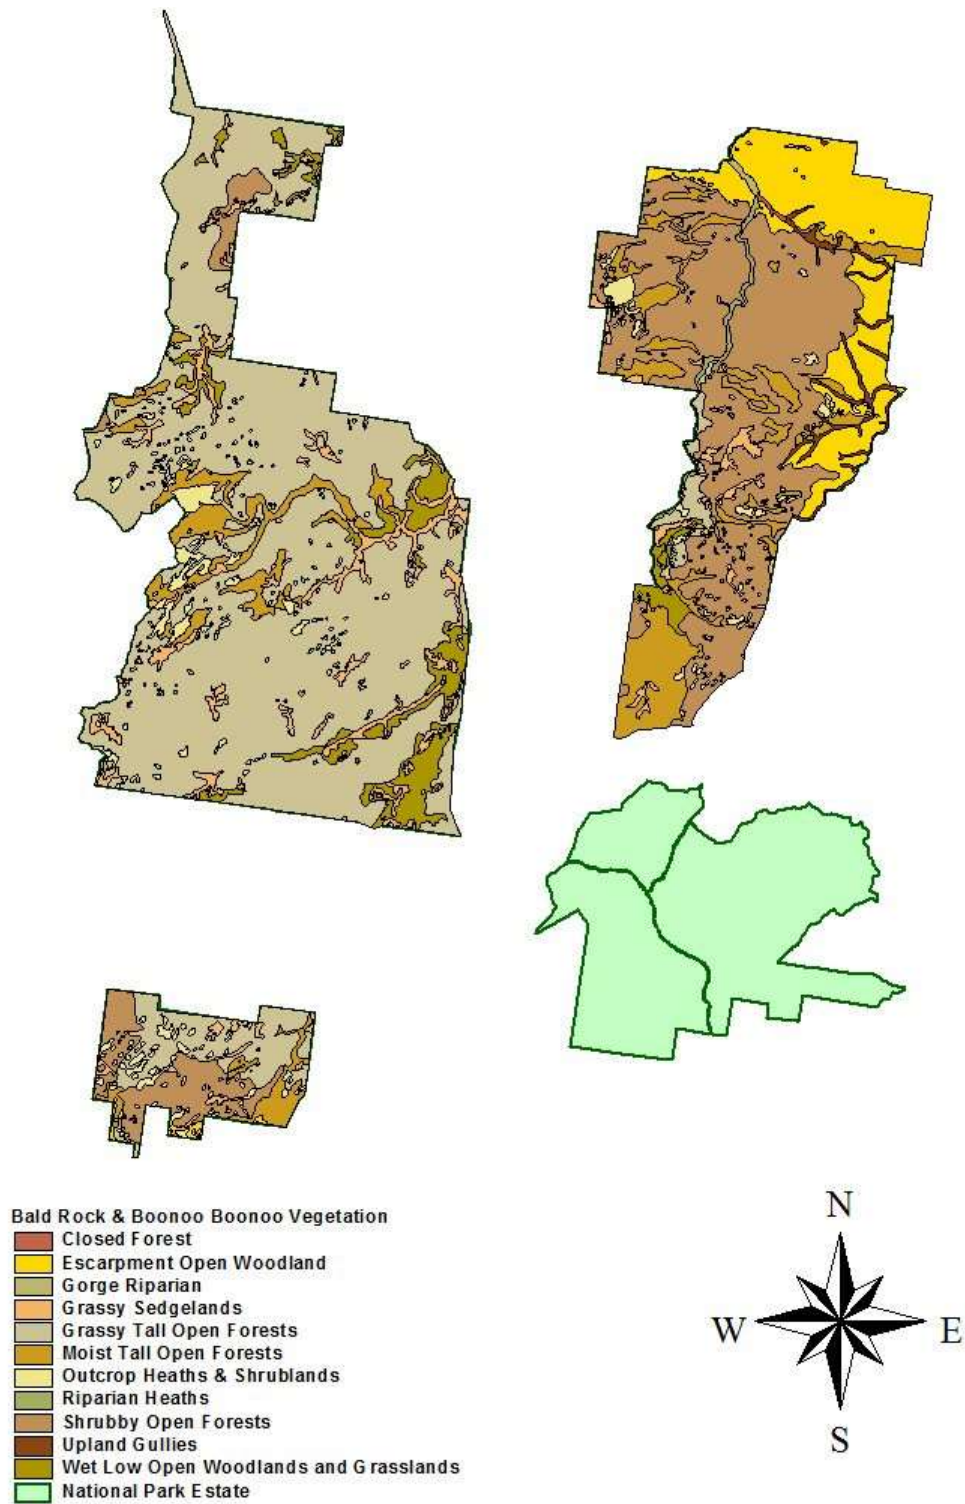 Bald Rock & Boonoo Boonoo Vegetation
Closed Forest
Escarpment Open Woodland
Gorge Riparian
Grassy Sedgelands
Grassy Tall Open Forests
Moist Tall Open Forests
Outcrop Heaths & Shrublands
Riparian Heaths
Shrubby Open Forests
Upland Gullies
Wet Low Open Woodlands and Grasslands
National Park Estate
N
W E
S